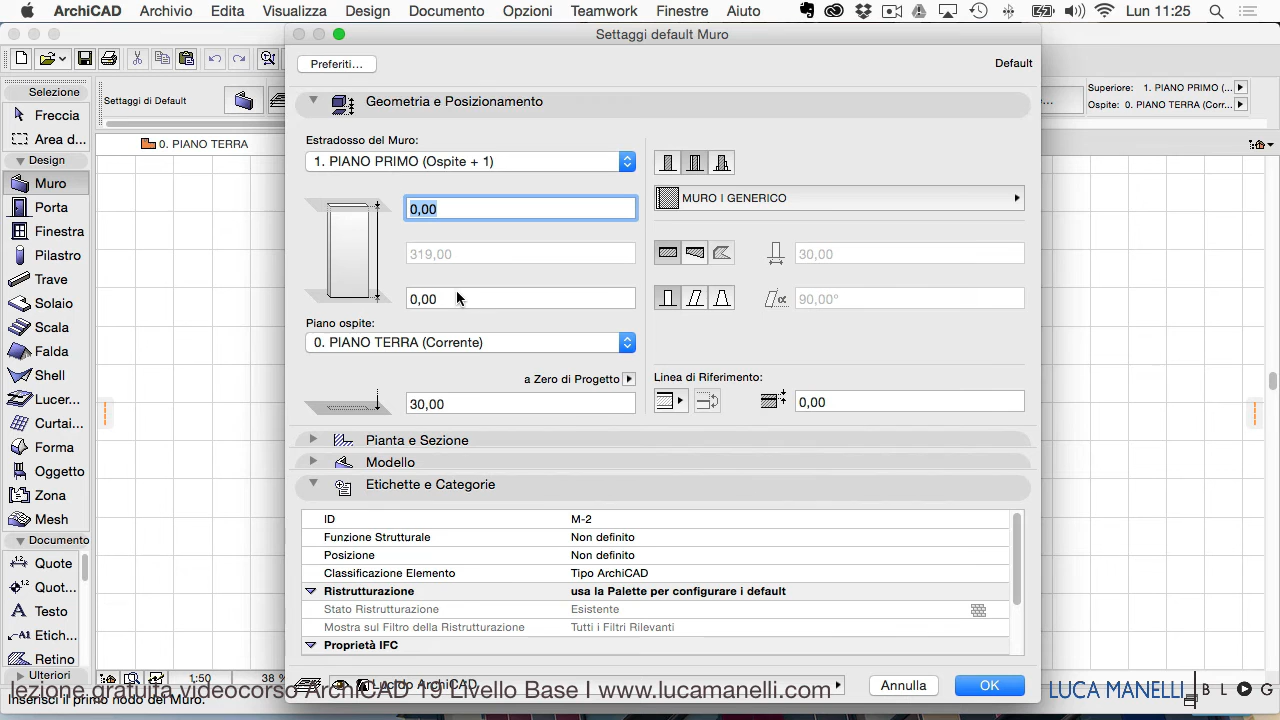 ArchiCAD Archivio Edita Visualizza Design Documento Opzioni Teamwork Finestre Aiuto Lun 11:25
Settaggi default Muro
Preferiti... Default
Selezione
Freccia
Area d...
Design
Muro
Porta
Finestra
Pilastro
Trave
Solaio
Scala
Falda
Shell
Lucer...
Curtai...
Forma
Oggetto
Zona
Mesh
Documento
Quote
Quot...
Testo
Etich...
Retino
Ulteriori
Settaggi di Default
0. PIANO TERRA
Geometria e Posizionamento
Estradosso del Muro:
1. PIANO PRIMO (Ospite + 1)
0,00
319,00
0,00
Piano ospite:
0. PIANO TERRA (Corrente)
a Zero di Progetto
30,00
MURO I GENERICO
30,00
α 90,00°
Linea di Riferimento:
0,00
Superiore: 1. PIANO PRIMO (...
Ospite: 0. PIANO TERRA (Corr...
Pianta e Sezione
Modello
Etichette e Categorie
ID M-2
Funzione Strutturale Non definito
Posizione Non definito
Classificazione Elemento Tipo ArchiCAD
Ristrutturazione usa la Palette per configurare i default
Stato Ristrutturazione Esistente
Mostra sul Filtro della Ristrutturazione Tutti i Filtri Rilevanti
Proprietà IFC
1:50 38 %
Lucido ArchiCAD
Annulla OK
lezione gratuita videocorso ArchiCAD 19 Livello Base I www.lucamanelli.com
LUCA MANELLI BLOG
Inserisci il primo nodo del Muro.